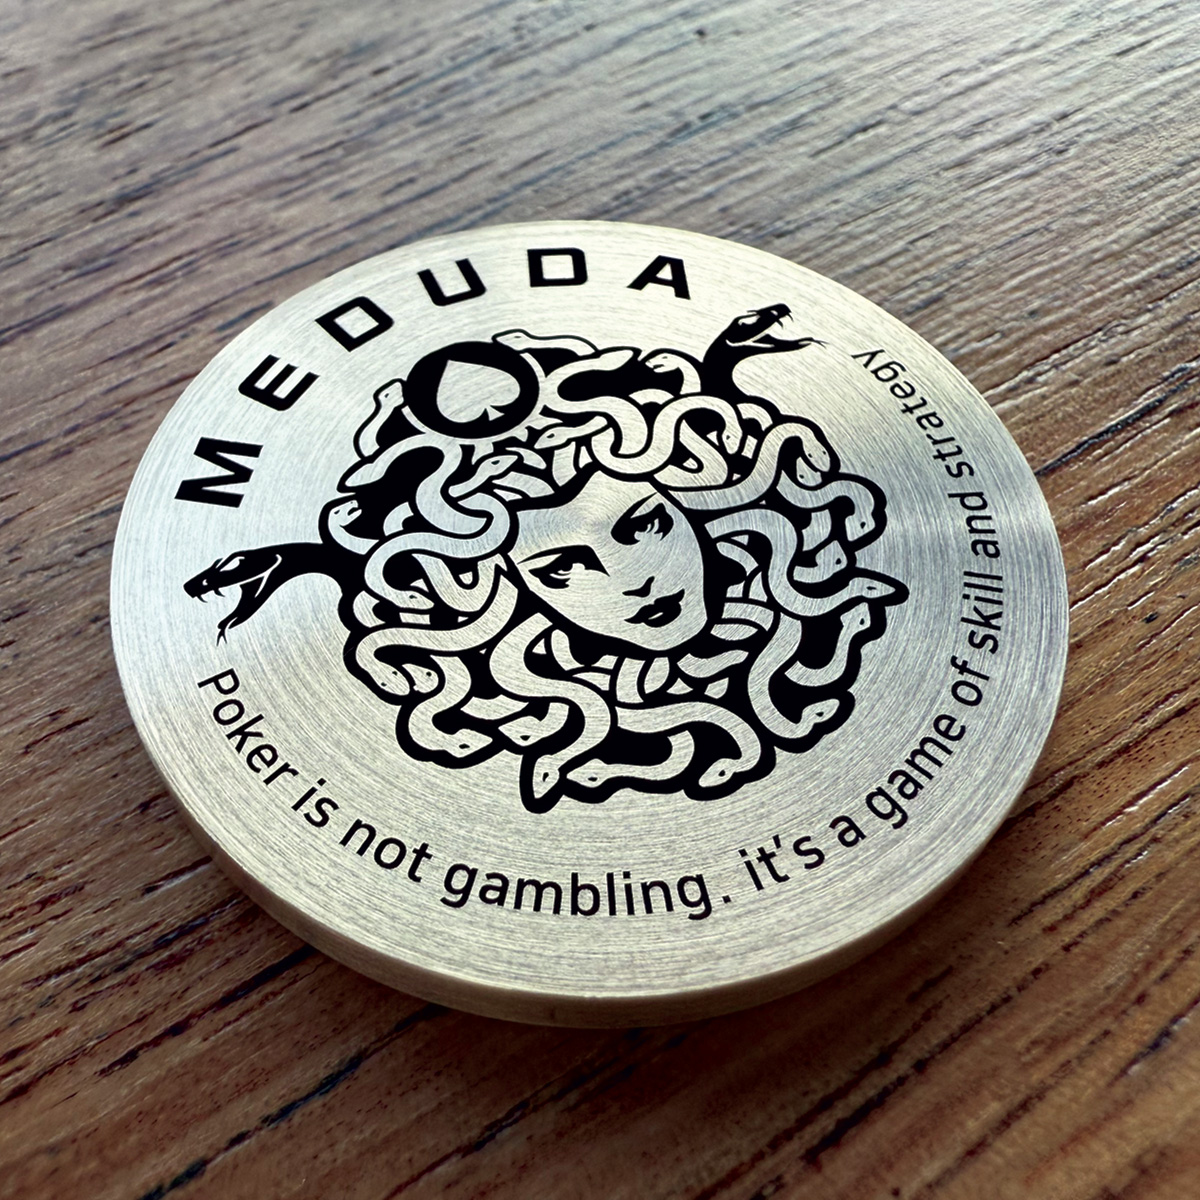 MEDUDA
Poker is not gambling. it's a game of skill and strategy